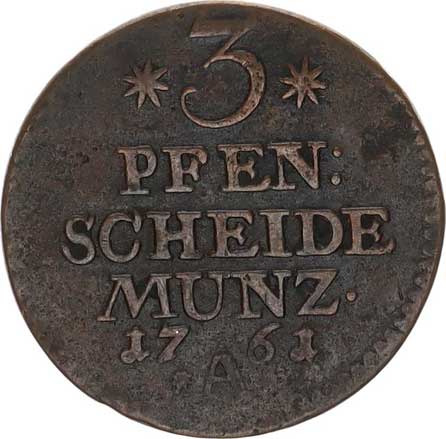 3
PFEN:
SCHEIDE
MUNZ.
1761
A